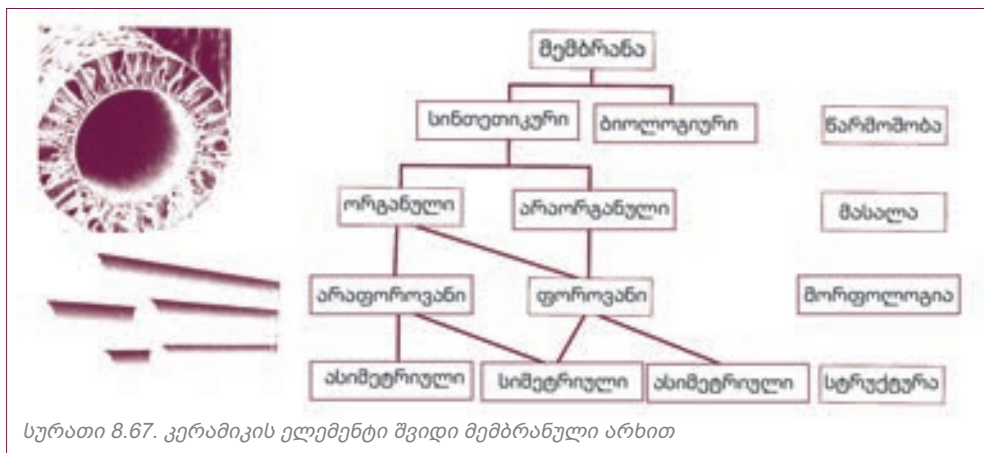 მემბრანა
სინთეტიკური ბიოლოგიური წარმოშობა
ორგანული არაორგანული მასალა
არაფოროვანი ფოროვანი მორფოლოგია
ასიმეტრიული სიმეტრიული ასიმეტრიული სტრუქტურა
სურათი 8.67. კერამიკის ელემენტი შვიდი მემბრანული არხით